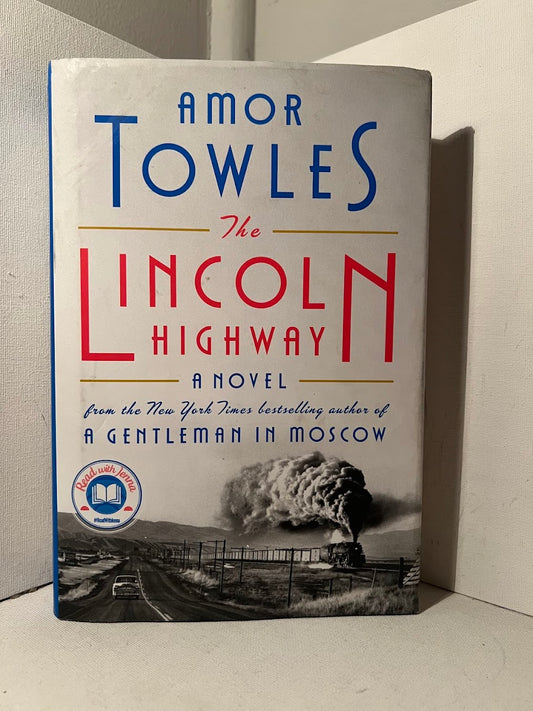 AMOR
TOWLES
The
LINCOLN
HIGHWAY
A NOVEL
from the New York Times bestselling author of
A GENTLEMAN IN MOSCOW
Read with Jenna
#ReadWithJenna